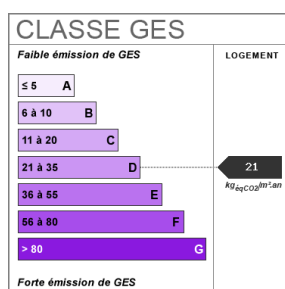 CLASSE GES
Faible émission de GES
LOGEMENT
≤ 5 A
6 à 10 B
11 à 20 C
21 à 35 D
21
kgéqCO2/m².an
36 à 55 E
56 à 80 F
> 80 G
Forte émission de GES